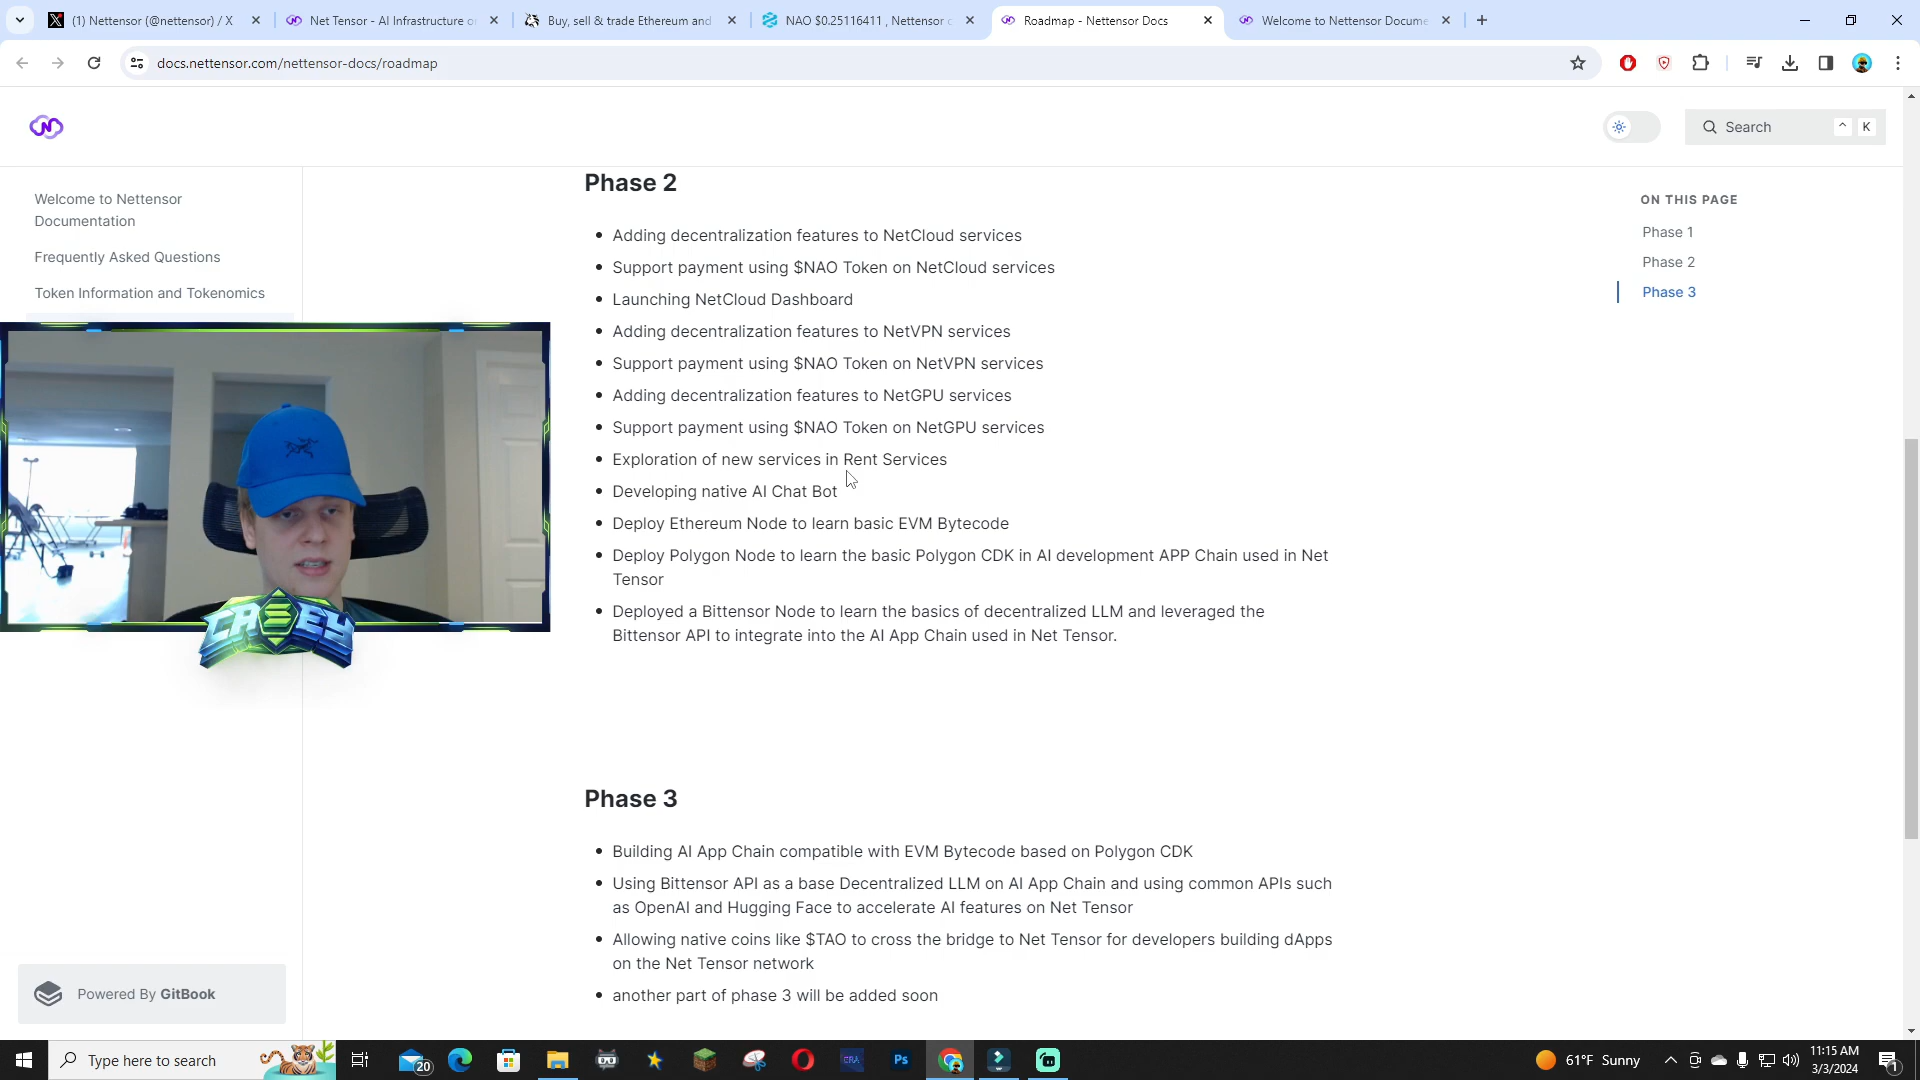 (1) Nettensor (@nettensor) / X
Net Tensor - AI Infrastructure o
Buy, sell & trade Ethereum and
NAO $0.25116411 , Nettensor c
Roadmap - Nettensor Docs
Welcome to Nettensor Docume
docs.nettensor.com/nettensor-docs/roadmap
N
Search
^ K
Welcome to Nettensor
Documentation
Frequently Asked Questions
Token Information and Tokenomics
Phase 2
Adding decentralization features to NetCloud services
Support payment using $NAO Token on NetCloud services
Launching NetCloud Dashboard
Adding decentralization features to NetVPN services
Support payment using $NAO Token on NetVPN services
Adding decentralization features to NetGPU services
Support payment using $NAO Token on NetGPU services
Exploration of new services in Rent Services
Developing native AI Chat Bot
Deploy Ethereum Node to learn basic EVM Bytecode
Deploy Polygon Node to learn the basic Polygon CDK in AI development APP Chain used in Net
Tensor
Deployed a Bittensor Node to learn the basics of decentralized LLM and leveraged the
Bittensor API to integrate into the AI App Chain used in Net Tensor.
Phase 3
Building AI App Chain compatible with EVM Bytecode based on Polygon CDK
Using Bittensor API as a base Decentralized LLM on AI App Chain and using common APIs such
as OpenAI and Hugging Face to accelerate AI features on Net Tensor
Allowing native coins like $TAO to cross the bridge to Net Tensor for developers building dApps
on the Net Tensor network
another part of phase 3 will be added soon
ON THIS PAGE
Phase 1
Phase 2
Phase 3
CASEY
Powered By GitBook
Type here to search
20
Ps
61°F Sunny
11:15 AM
3/3/2024
1